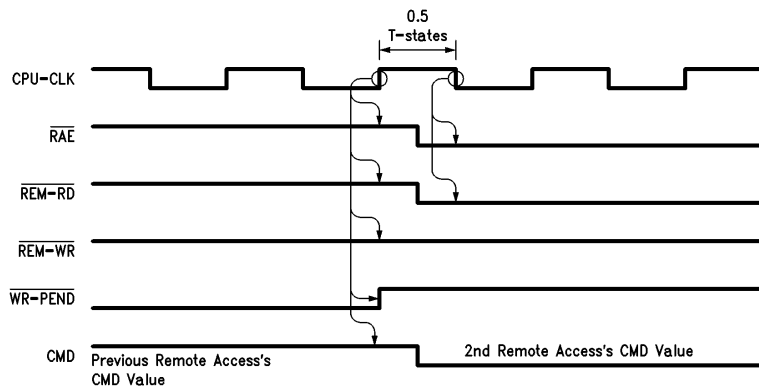 0.5
T-states
CPU-CLK
RAE
REM-RD
REM-WR
WR-PEND
CMD
Previous Remote Access's
CMD Value
2nd Remote Access's CMD Value